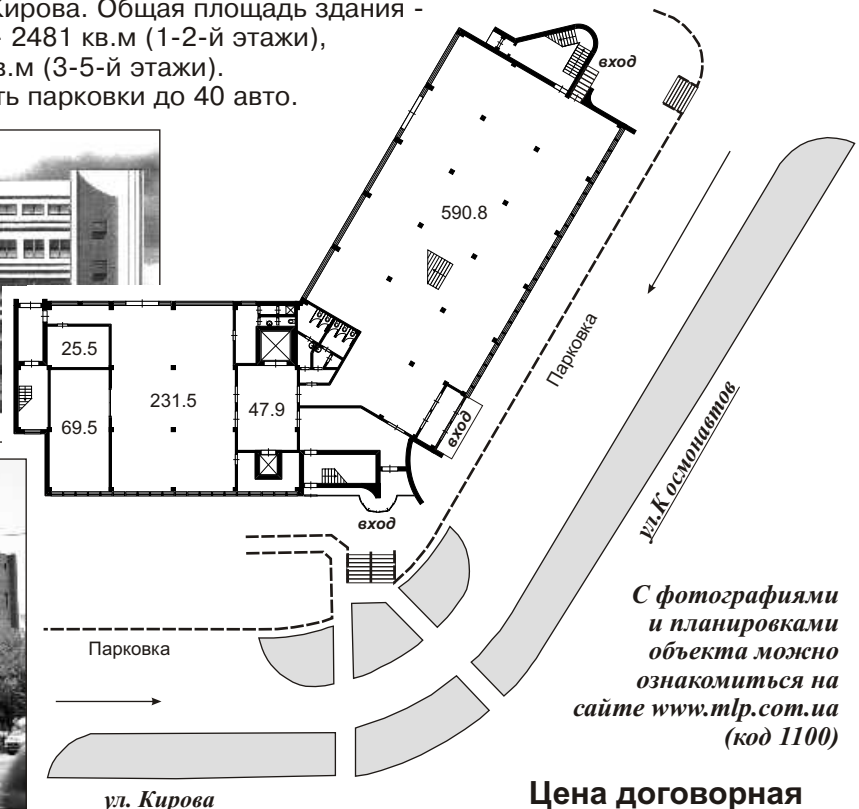 Кирова. Общая площадь здания -
- 2481 кв.м (1-2-й этажи),
в.м (3-5-й этажи).
ть парковки до 40 авто.
вход
590.8
Парковка
25.5
231.5
47.9
69.5
вход
ул.Космонавтов
вход
Парковка
С фотографиями
и планировками
объекта можно
ознакомиться на
сайте www.mlp.com.ua
(код 1100)
ул. Кирова
Цена договорная